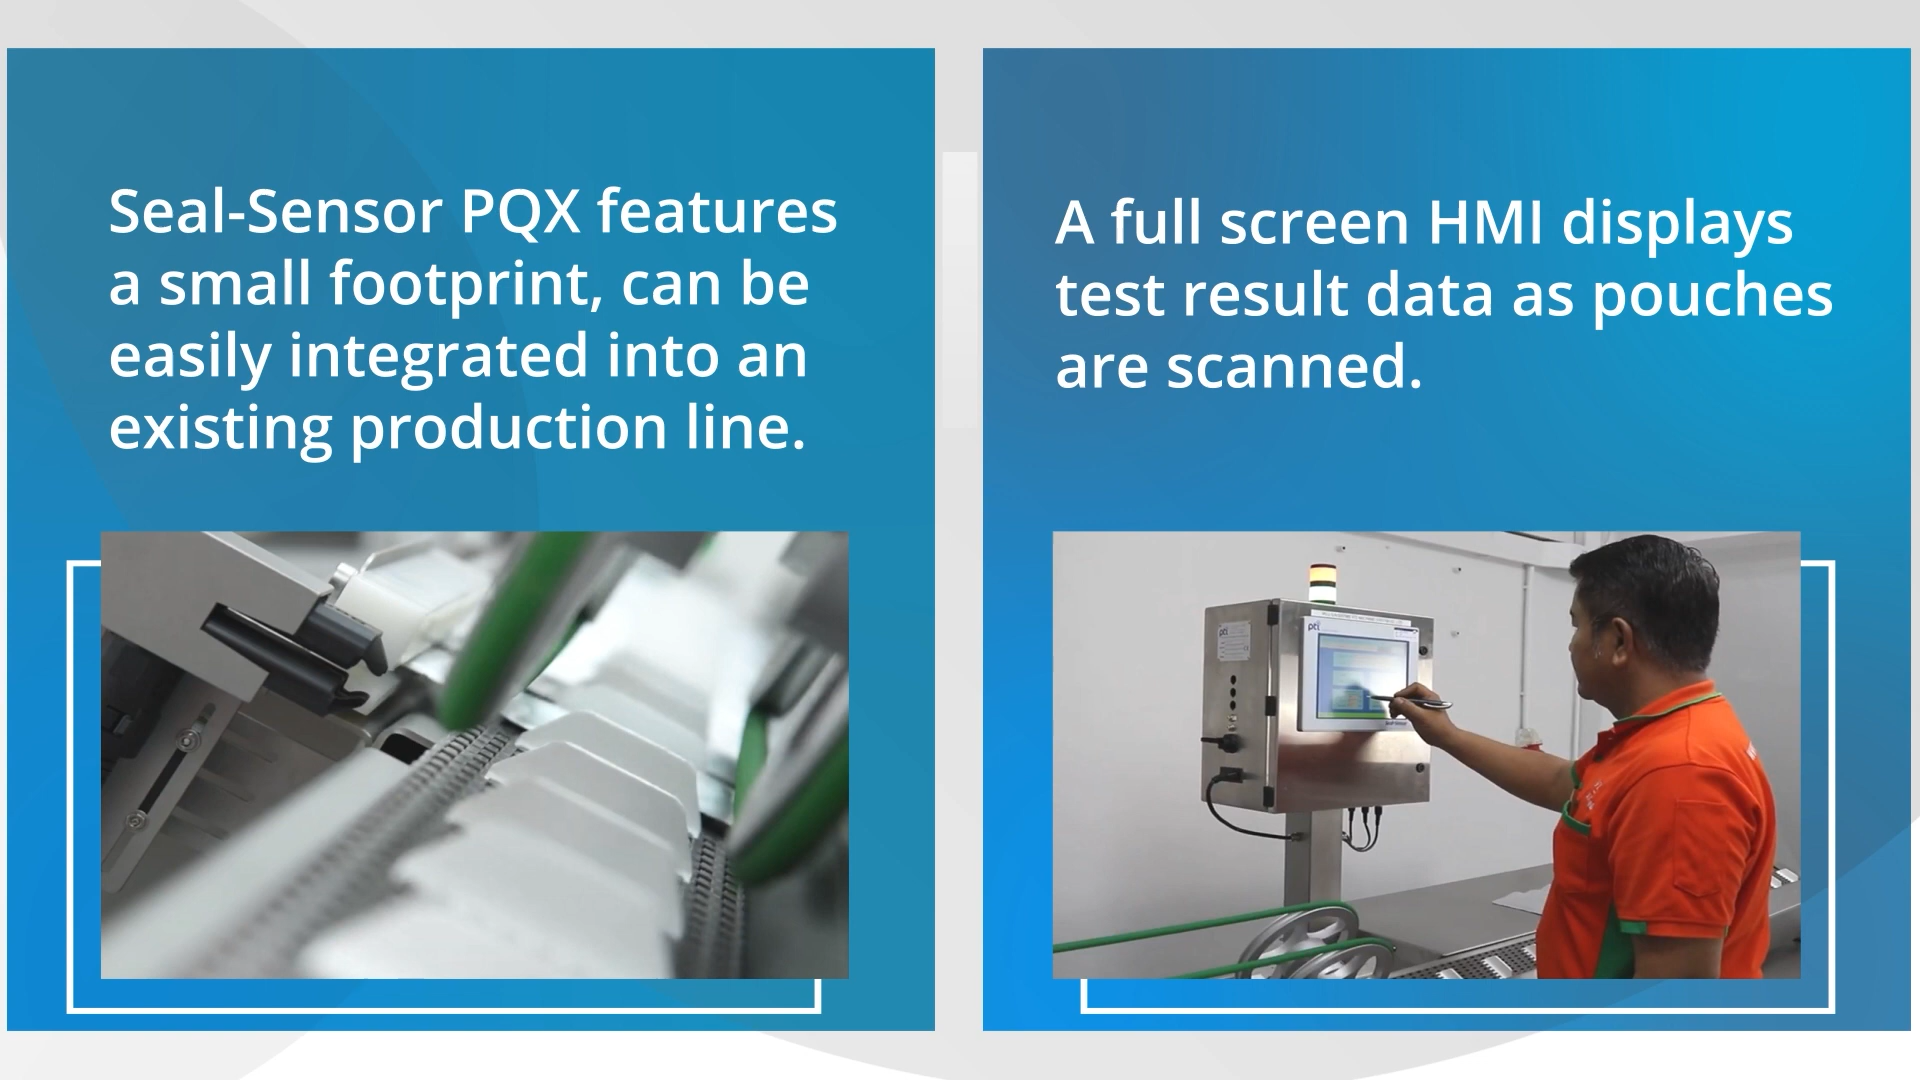 Seal-Sensor PQX features
a small footprint, can be
easily integrated into an
existing production line.
A full screen HMI displays
test result data as pouches
are scanned.
pti
pti